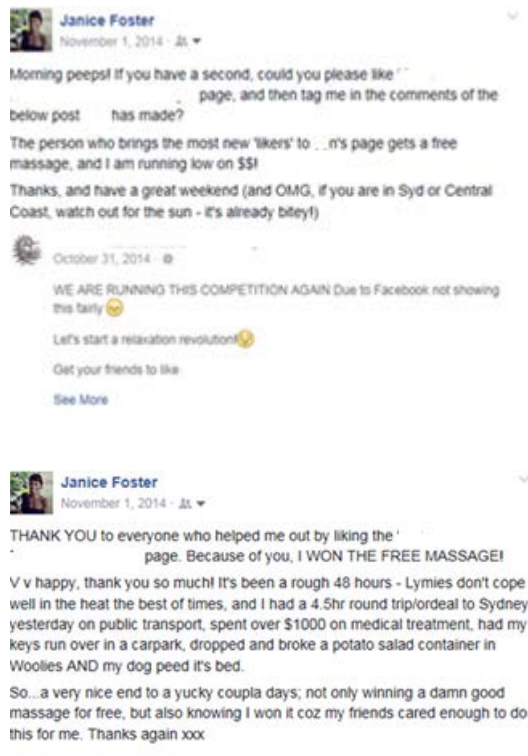 Janice Foster
November 1, 2014
Morning peeps! If you have a second, could you please like '
page, and then tag me in the comments of the
below post has made?
The person who brings the most new 'likers' to n's page gets a free
massage, and I am running low on $$!
Thanks, and have a great weekend (and OMG, if you are in Syd or Central
Coast, watch out for the sun - it's already bitey!)
October 31, 2014
WE ARE RUNNING THIS COMPETITION AGAIN Due to Facebook not showing
this fairly
Let's start a relaxation revolution!
Get your friends to like
See More
Janice Foster
November 1, 2014
THANK YOU to everyone who helped me out by liking the '
page. Because of you, I WON THE FREE MASSAGE!
V v happy, thank you so much! It's been a rough 48 hours - Lymies don't cope
well in the heat the best of times, and I had a 4.5hr round trip/ordeal to Sydney
yesterday on public transport, spent over $1000 on medical treatment, had my
keys run over in a carpark, dropped and broke a potato salad container in
Woolies AND my dog peed it's bed.
So...a very nice end to a yucky coupla days; not only winning a damn good
massage for free, but also knowing I won it coz my friends cared enough to do
this for me. Thanks again xxx